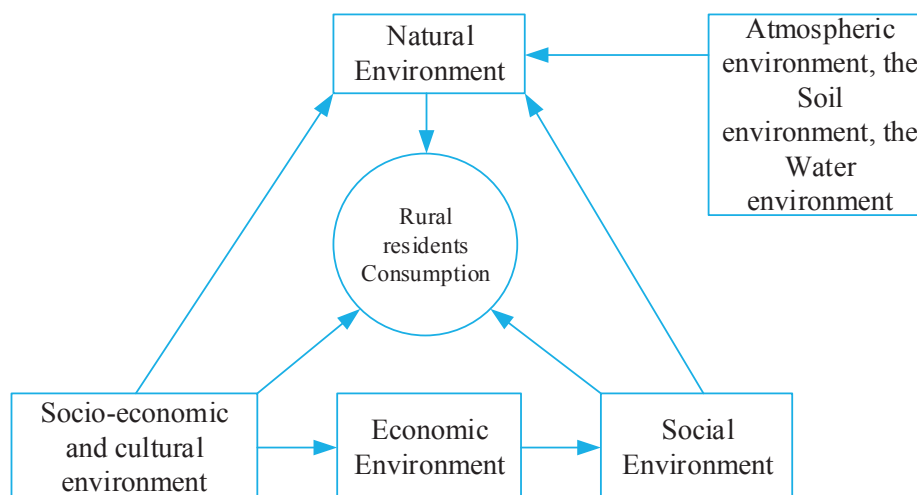 Natural
Environment
Atmospheric
environment, the
Soil
environment, the
Water
environment
Rural
residents
Consumption
Socio-economic
and cultural
environment
Economic
Environment
Social
Environment